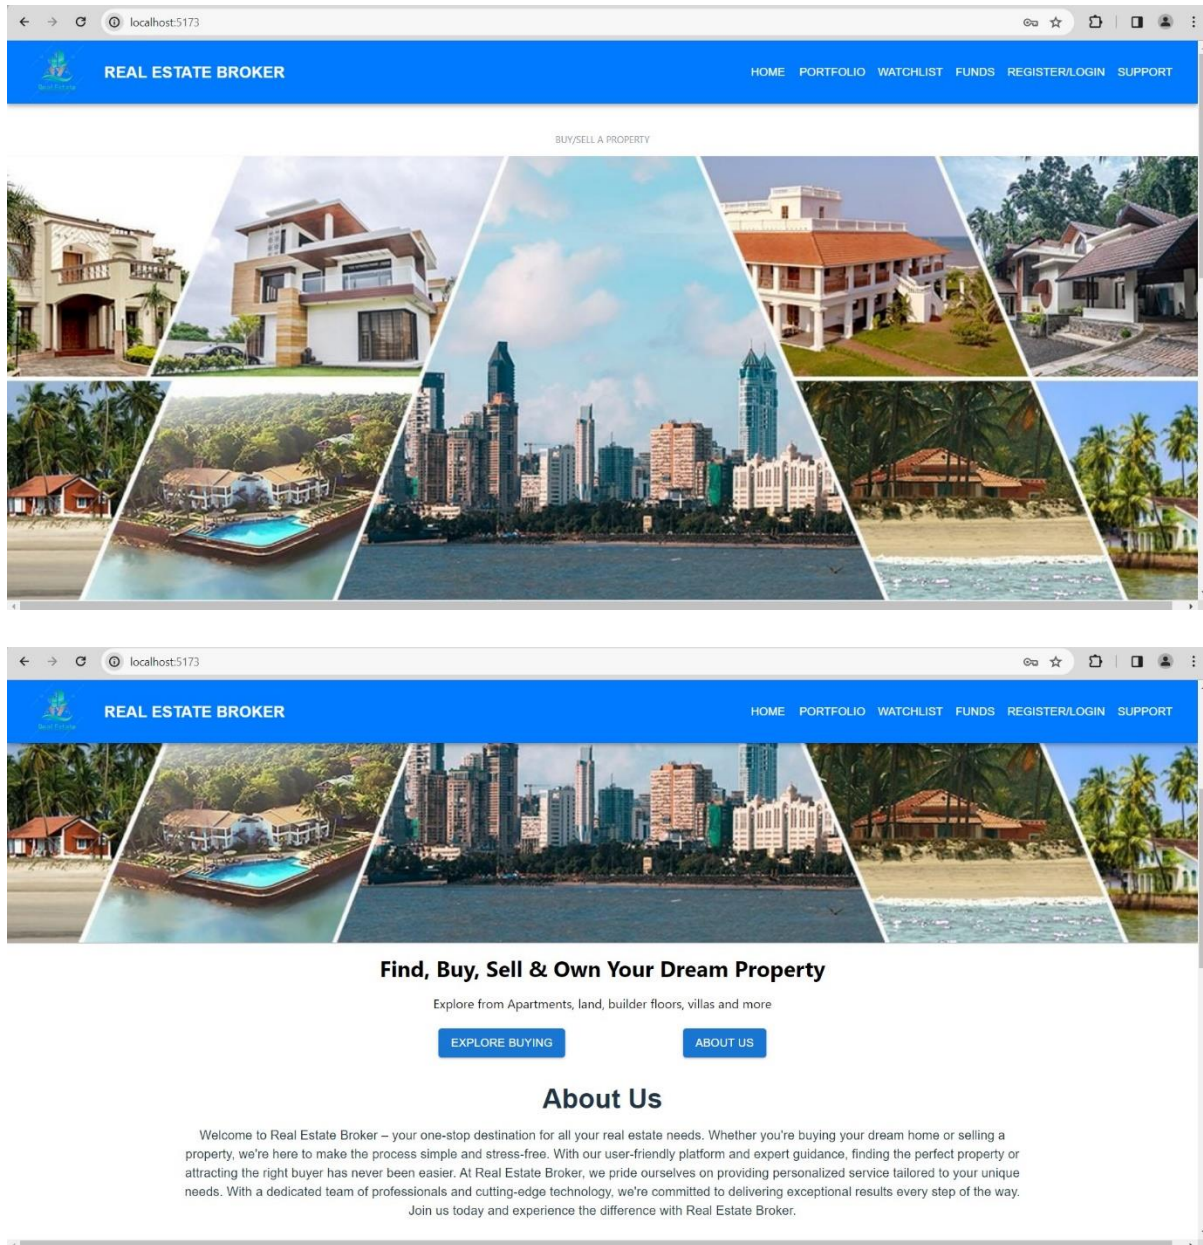 localhost:5173
Real Estate
REAL ESTATE BROKER
HOME PORTFOLIO WATCHLIST FUNDS REGISTER/LOGIN SUPPORT
BUY/SELL A PROPERTY
localhost:5173
Real Estate
REAL ESTATE BROKER
HOME PORTFOLIO WATCHLIST FUNDS REGISTER/LOGIN SUPPORT
Find, Buy, Sell & Own Your Dream Property
Explore from Apartments, land, builder floors, villas and more
EXPLORE BUYING ABOUT US
About Us
Welcome to Real Estate Broker – your one-stop destination for all your real estate needs. Whether you're buying your dream home or selling a
property, we're here to make the process simple and stress-free. With our user-friendly platform and expert guidance, finding the perfect property or
attracting the right buyer has never been easier. At Real Estate Broker, we pride ourselves on providing personalized service tailored to your unique
needs. With a dedicated team of professionals and cutting-edge technology, we're committed to delivering exceptional results every step of the way.
Join us today and experience the difference with Real Estate Broker.